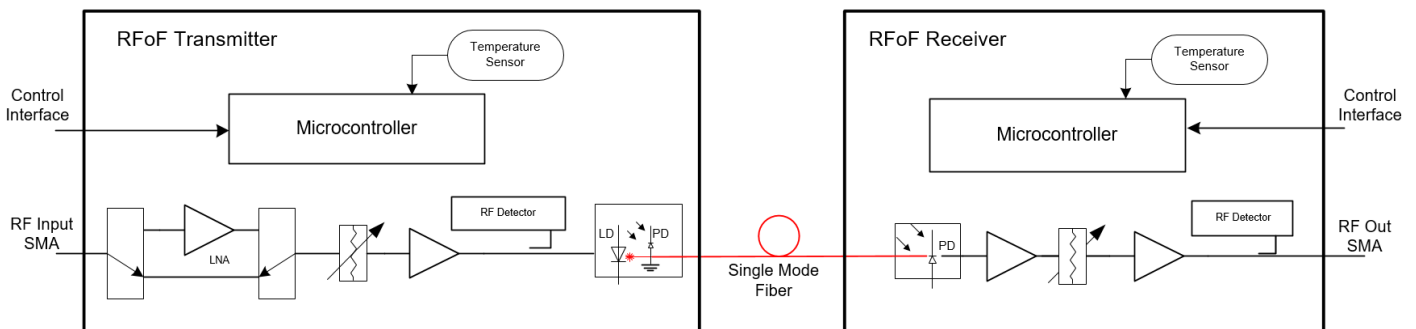 RFoF Transmitter
Temperature
Sensor
Control
Interface
Microcontroller
RF Input
SMA
LNA
RF Detector
LD
PD
Single Mode
Fiber
RFoF Receiver
Temperature
Sensor
Control
Interface
Microcontroller
PD
RF Detector
RF Out
SMA